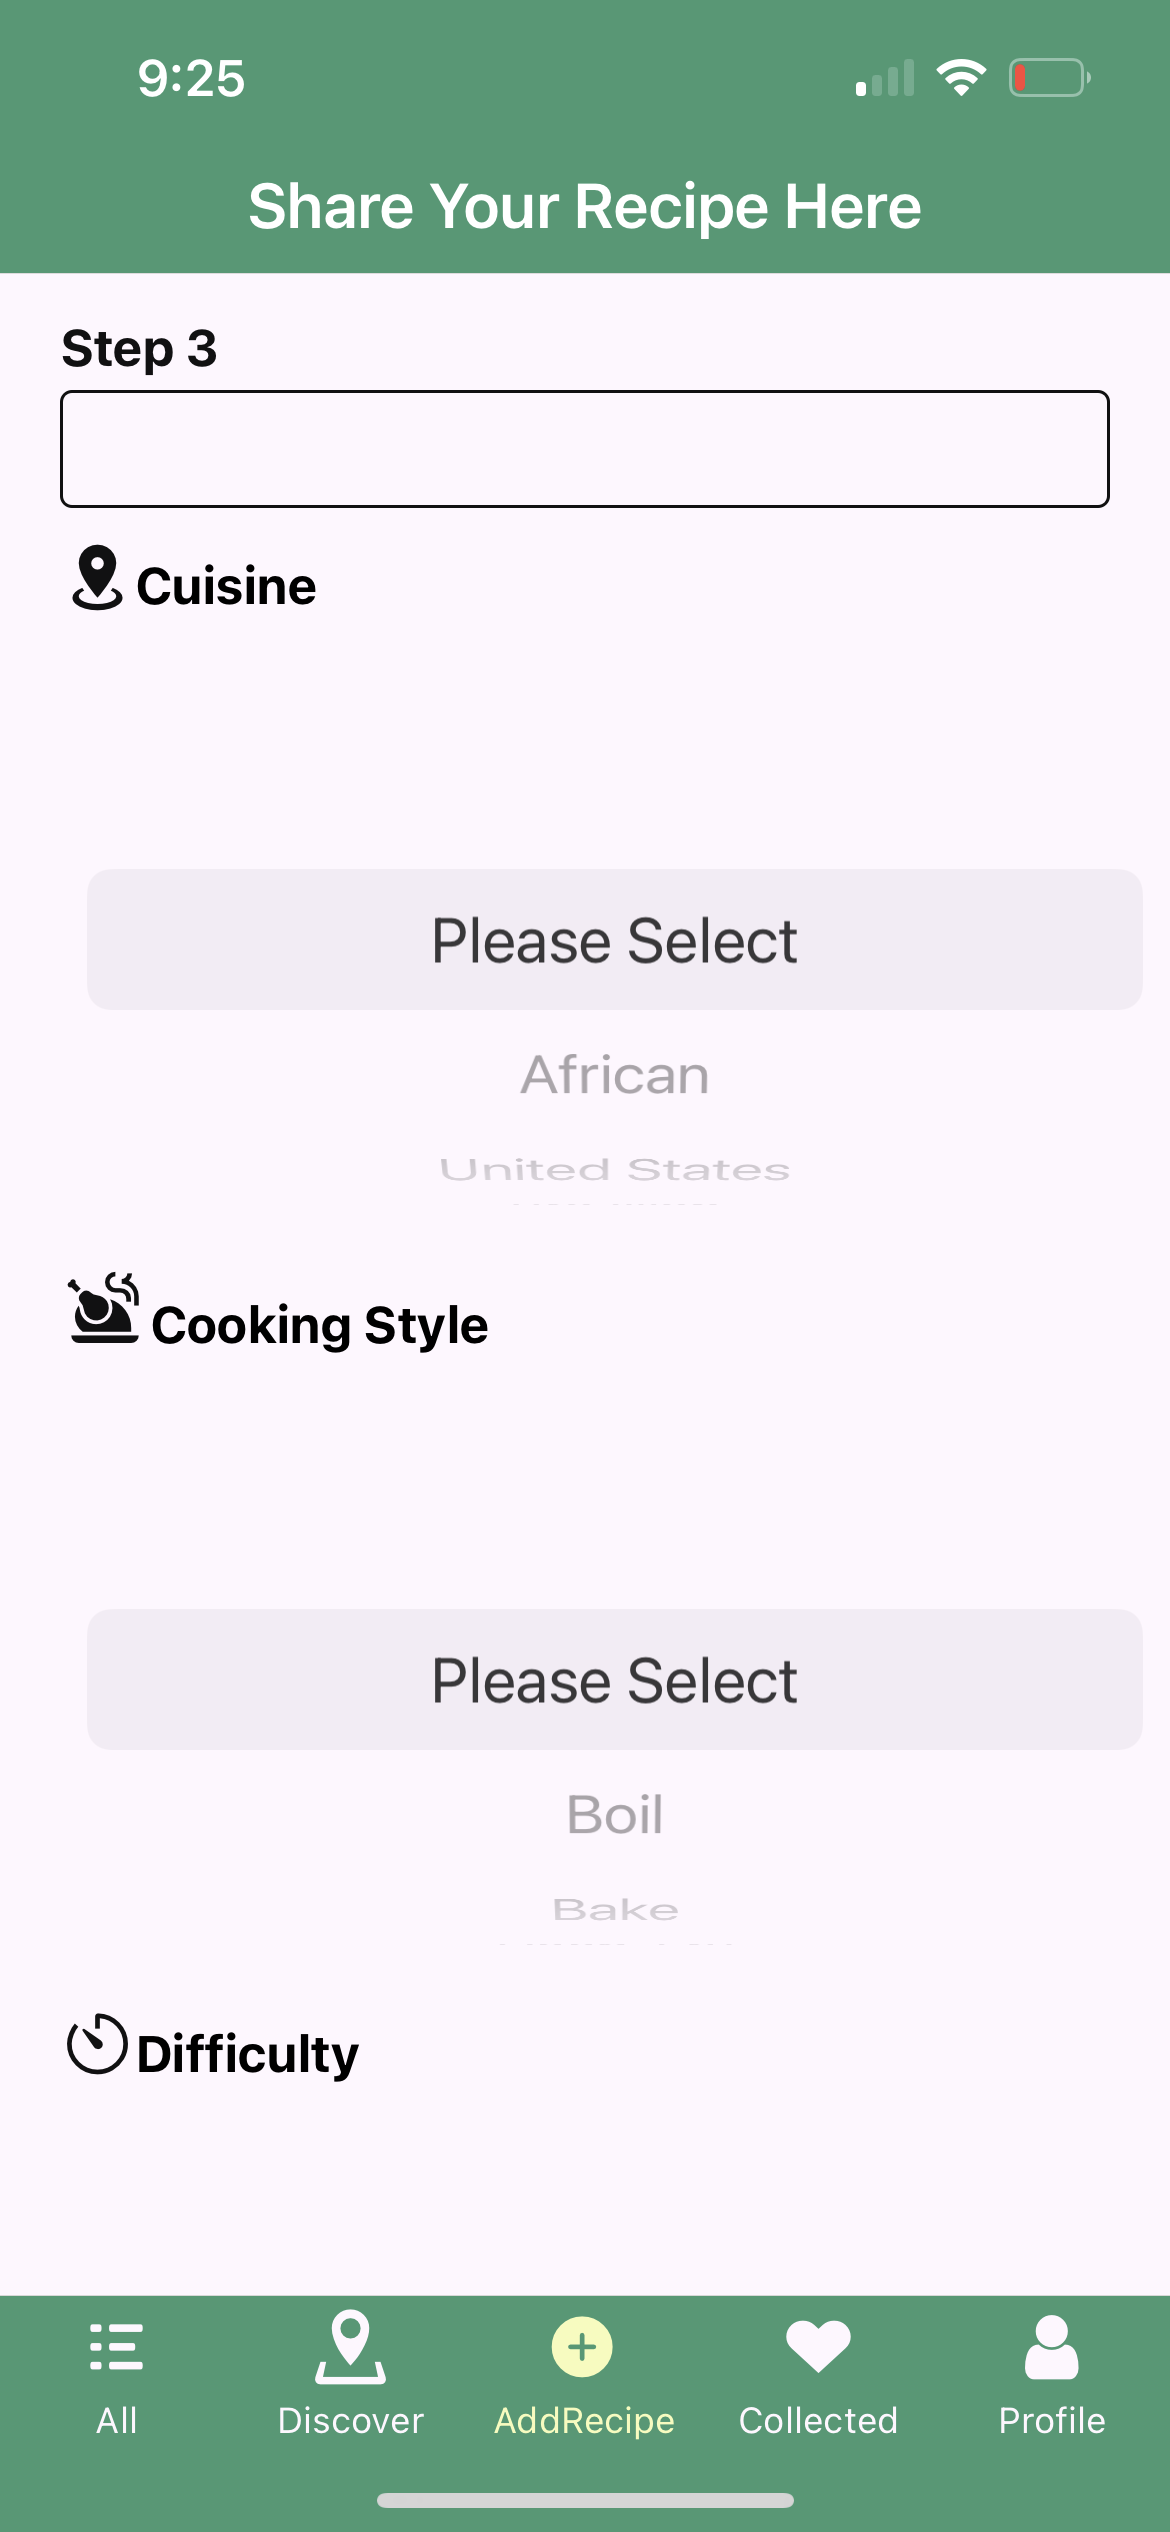 9:25
Share Your Recipe Here
Step 3
Cuisine
Please Select
African
United States
Cooking Style
Please Select
Boil
Bake
Difficulty
All
Discover
AddRecipe
Collected
Profile